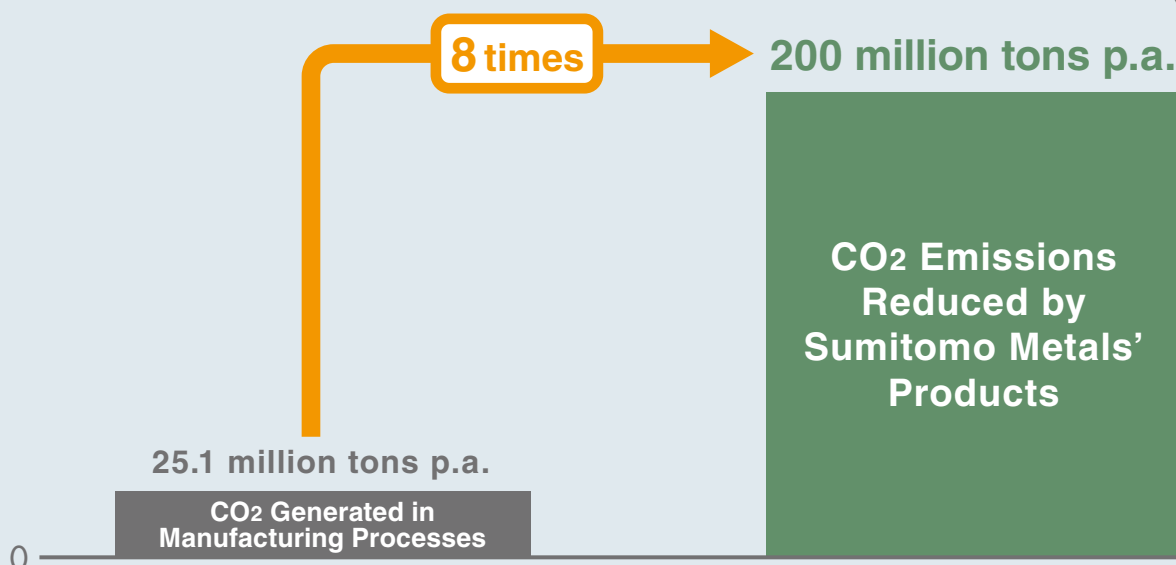 8 times
200 million tons p.a.
CO2 Emissions
Reduced by
Sumitomo Metals’
Products
25.1 million tons p.a.
CO2 Generated in
Manufacturing Processes
0